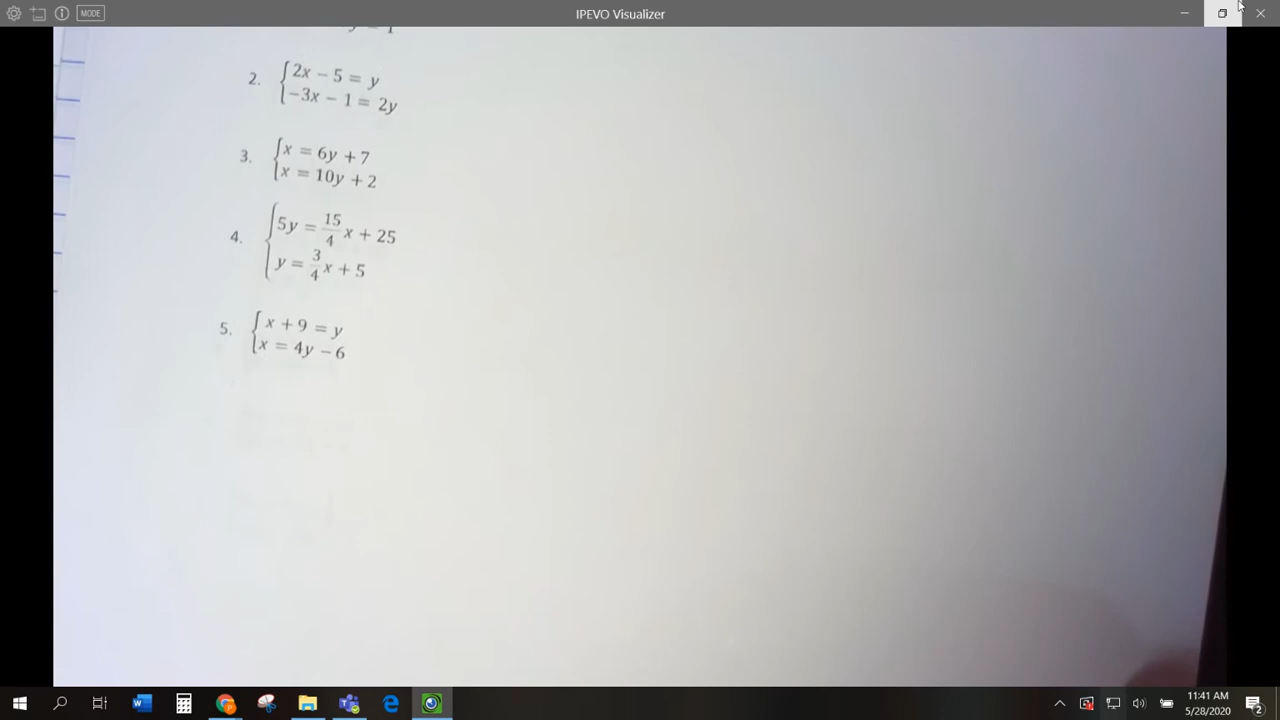 MODE
IPEVO Visualizer
2. 2x − 5 = y
−3x − 1 = 2y
3. x = 6y + 7
x = 10y + 2
4. 5y = 15/4 x + 25
y = 3/4 x + 5
5. x + 9 = y
x = 4y − 6
11:41 AM
5/28/2020
2